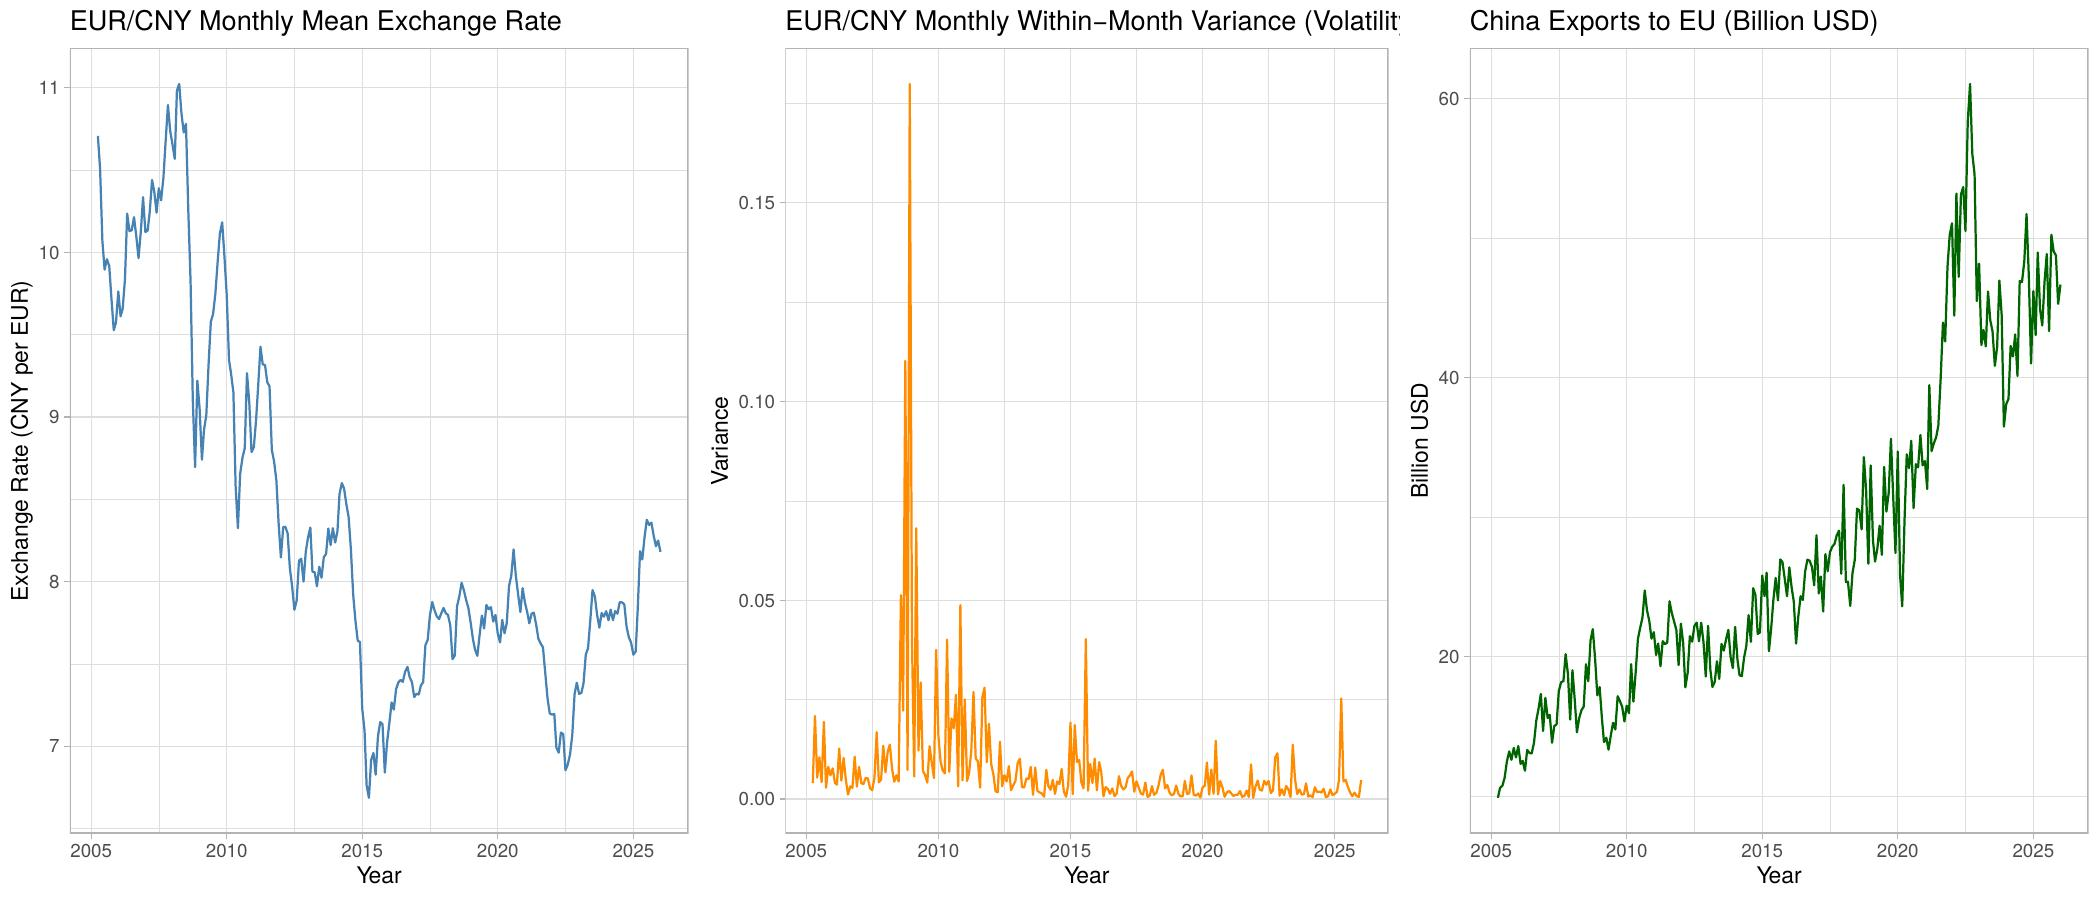 EUR/CNY Monthly Mean Exchange Rate
Exchange Rate (CNY per EUR)
11
10
9
8
7
2005 2010 2015 2020 2025
Year
EUR/CNY Monthly Within−Month Variance (Volatility
Variance
0.15
0.10
0.05
0.00
2005 2010 2015 2020 2025
Year
China Exports to EU (Billion USD)
Billion USD
60
40
20
2005 2010 2015 2020 2025
Year